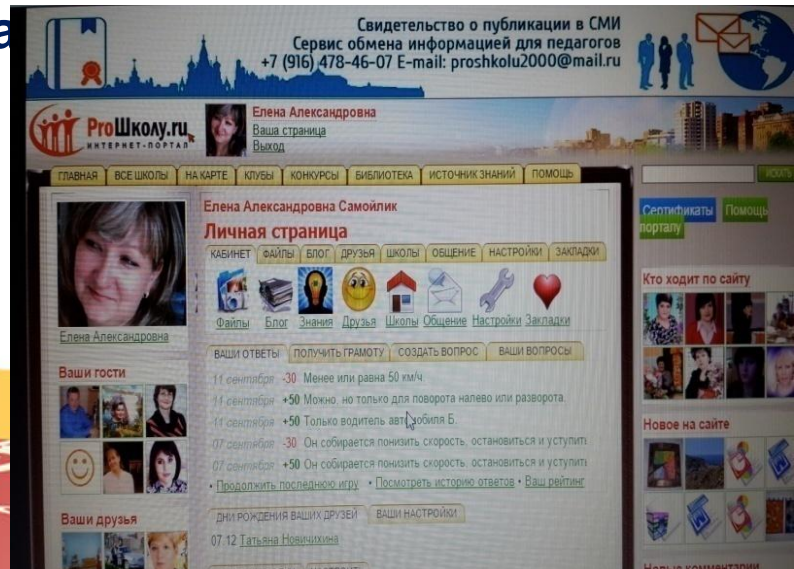 Свидетельство о публикации в СМИ
Сервис обмена информацией для педагогов
+7 (916) 478-46-07 E-mail: proshkolu2000@mail.ru
ProШколу.ru
ИНТЕРНЕТ-ПОРТАЛ
Елена Александровна
Ваша страница
Выход
ГЛАВНАЯ ВСЕ ШКОЛЫ НА КАРТЕ КЛУБЫ КОНКУРСЫ БИБЛИОТЕКА ИСТОЧНИК ЗНАНИЙ ПОМОЩЬ
ИСКАТЬ
Елена Александровна Самойлик
Личная страница
КАБИНЕТ ФАЙЛЫ БЛОГ ДРУЗЬЯ ШКОЛЫ ОБЩЕНИЕ НАСТРОЙКИ ЗАКЛАДКИ
Файлы Блог Знания Друзья Школы Общение Настройки Закладки
Елена Александровна
Ваши гости
Ваши друзья
ВАШИ ОТВЕТЫ ПОЛУЧИТЬ ГРАМОТУ СОЗДАТЬ ВОПРОС ВАШИ ВОПРОСЫ
11 сентября -30 Менее или равна 50 км/ч.
11 сентября +50 Можно, но только для поворота налево или разворота.
11 сентября +50 Только водитель автомобиля Б.
07 сентября -30 Он собирается понизить скорость, остановиться и уступить
07 сентября +50 Он собирается понизить скорость, остановиться и уступить
• Продолжить последнюю игру • Посмотреть историю ответов • Ваш рейтинг
ДНИ РОЖДЕНИЯ ВАШИХ ДРУЗЕЙ ВАШИ НАСТРОЙКИ
07.12 Татьяна Новичихина
Сертификаты Помощь
порталу
Кто ходит по сайту
Новое на сайте
Новые комментарии